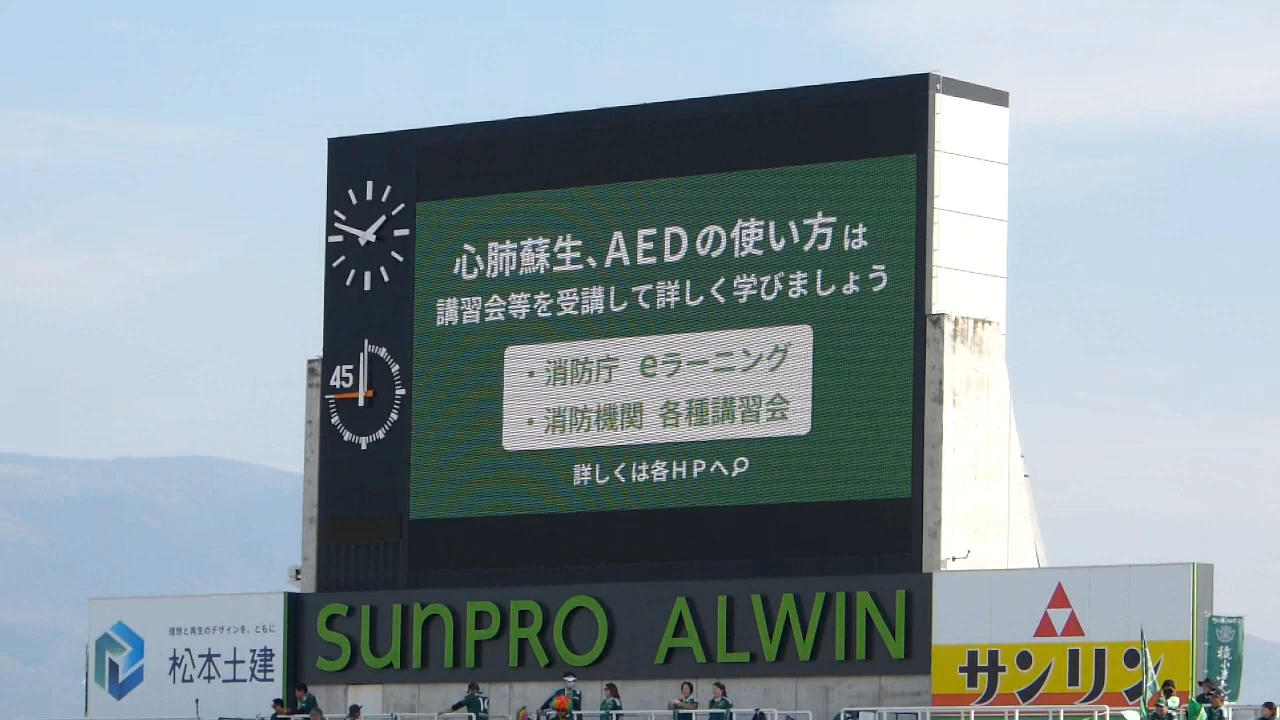 心肺蘇生、AEDの使い方は
講習会等を受講して詳しく学びましょう
・消防庁 eラーニング
・消防機関 各種講習会
詳しくは各HPへ
45
SUNPRO ALWIN
理想と再生のデザインを、ともに
松本土建
サンリン